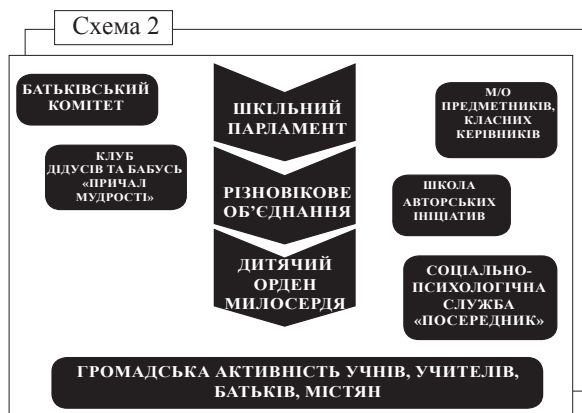 Схема 2
БАТЬКІВСЬКИЙ
КОМІТЕТ
ШКІЛЬНИЙ
ПАРЛАМЕНТ
М/О
ПРЕДМЕТНИКІВ,
КЛАСНИХ
КЕРІВНИКІВ
КЛУБ
ДІДУСІВ ТА БАБУСЬ
«ПРИЧАЛ
МУДРОСТІ»
РІЗНОВІКОВЕ
ОБ’ЄДНАННЯ
ШКОЛА
АВТОРСЬКИХ
ІНІЦІАТИВ
ДИТЯЧИЙ
ОРДЕН
МИЛОСЕРДЯ
СОЦІАЛЬНО-
ПСИХОЛОГІЧНА
СЛУЖБА
«ПОСЕРЕДНИК»
ГРОМАДСЬКА АКТИВНІСТЬ УЧНІВ, УЧИТЕЛІВ,
БАТЬКІВ, МІСТЯН